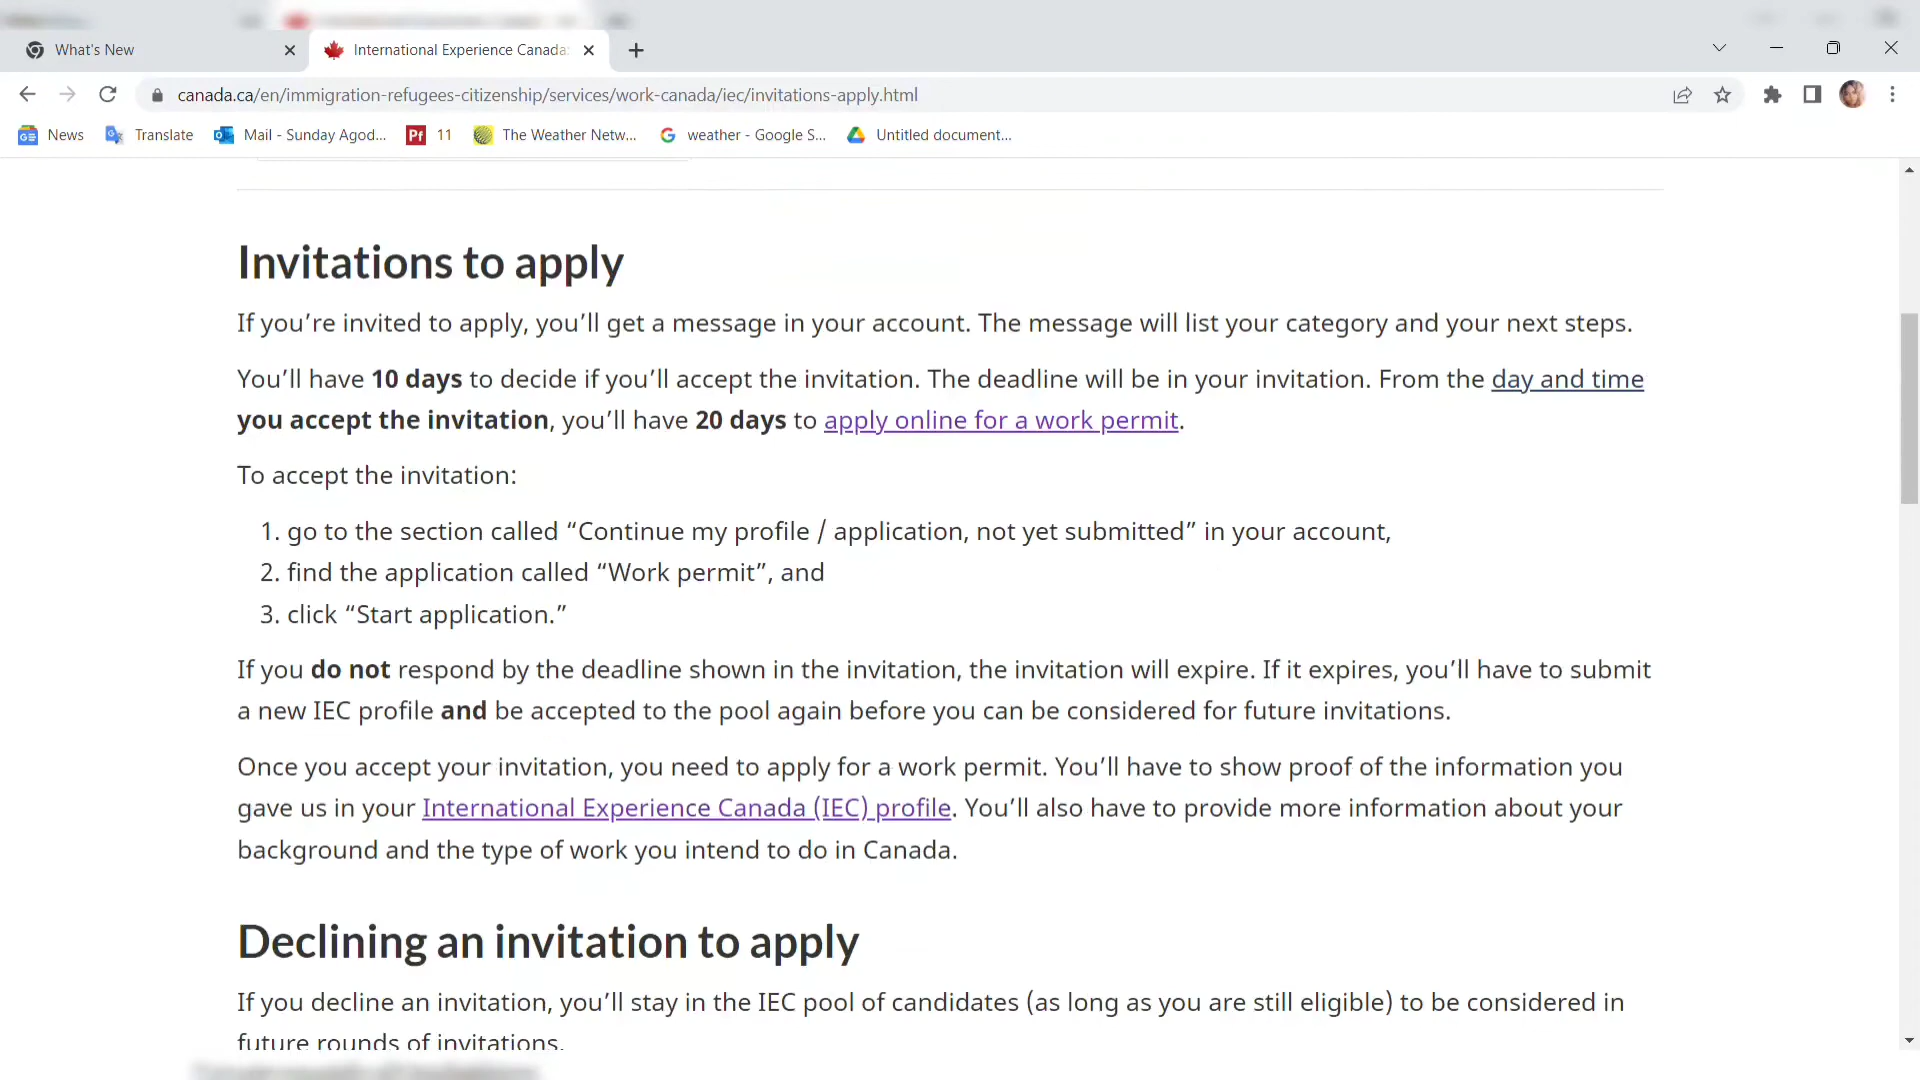 What's New
International Experience Canada:
canada.ca/en/immigration-refugees-citizenship/services/work-canada/iec/invitations-apply.html
News Translate Mail - Sunday Agod... Pf 11 The Weather Netw... weather - Google S... Untitled document...
Invitations to apply
If you’re invited to apply, you’ll get a message in your account. The message will list your category and your next steps.
You’ll have 10 days to decide if you’ll accept the invitation. The deadline will be in your invitation. From the day and time
you accept the invitation, you’ll have 20 days to apply online for a work permit.
To accept the invitation:
1. go to the section called “Continue my profile / application, not yet submitted” in your account,
2. find the application called “Work permit”, and
3. click “Start application.”
If you do not respond by the deadline shown in the invitation, the invitation will expire. If it expires, you’ll have to submit
a new IEC profile and be accepted to the pool again before you can be considered for future invitations.
Once you accept your invitation, you need to apply for a work permit. You’ll have to show proof of the information you
gave us in your International Experience Canada (IEC) profile. You’ll also have to provide more information about your
background and the type of work you intend to do in Canada.
Declining an invitation to apply
If you decline an invitation, you’ll stay in the IEC pool of candidates (as long as you are still eligible) to be considered in
future rounds of invitations.